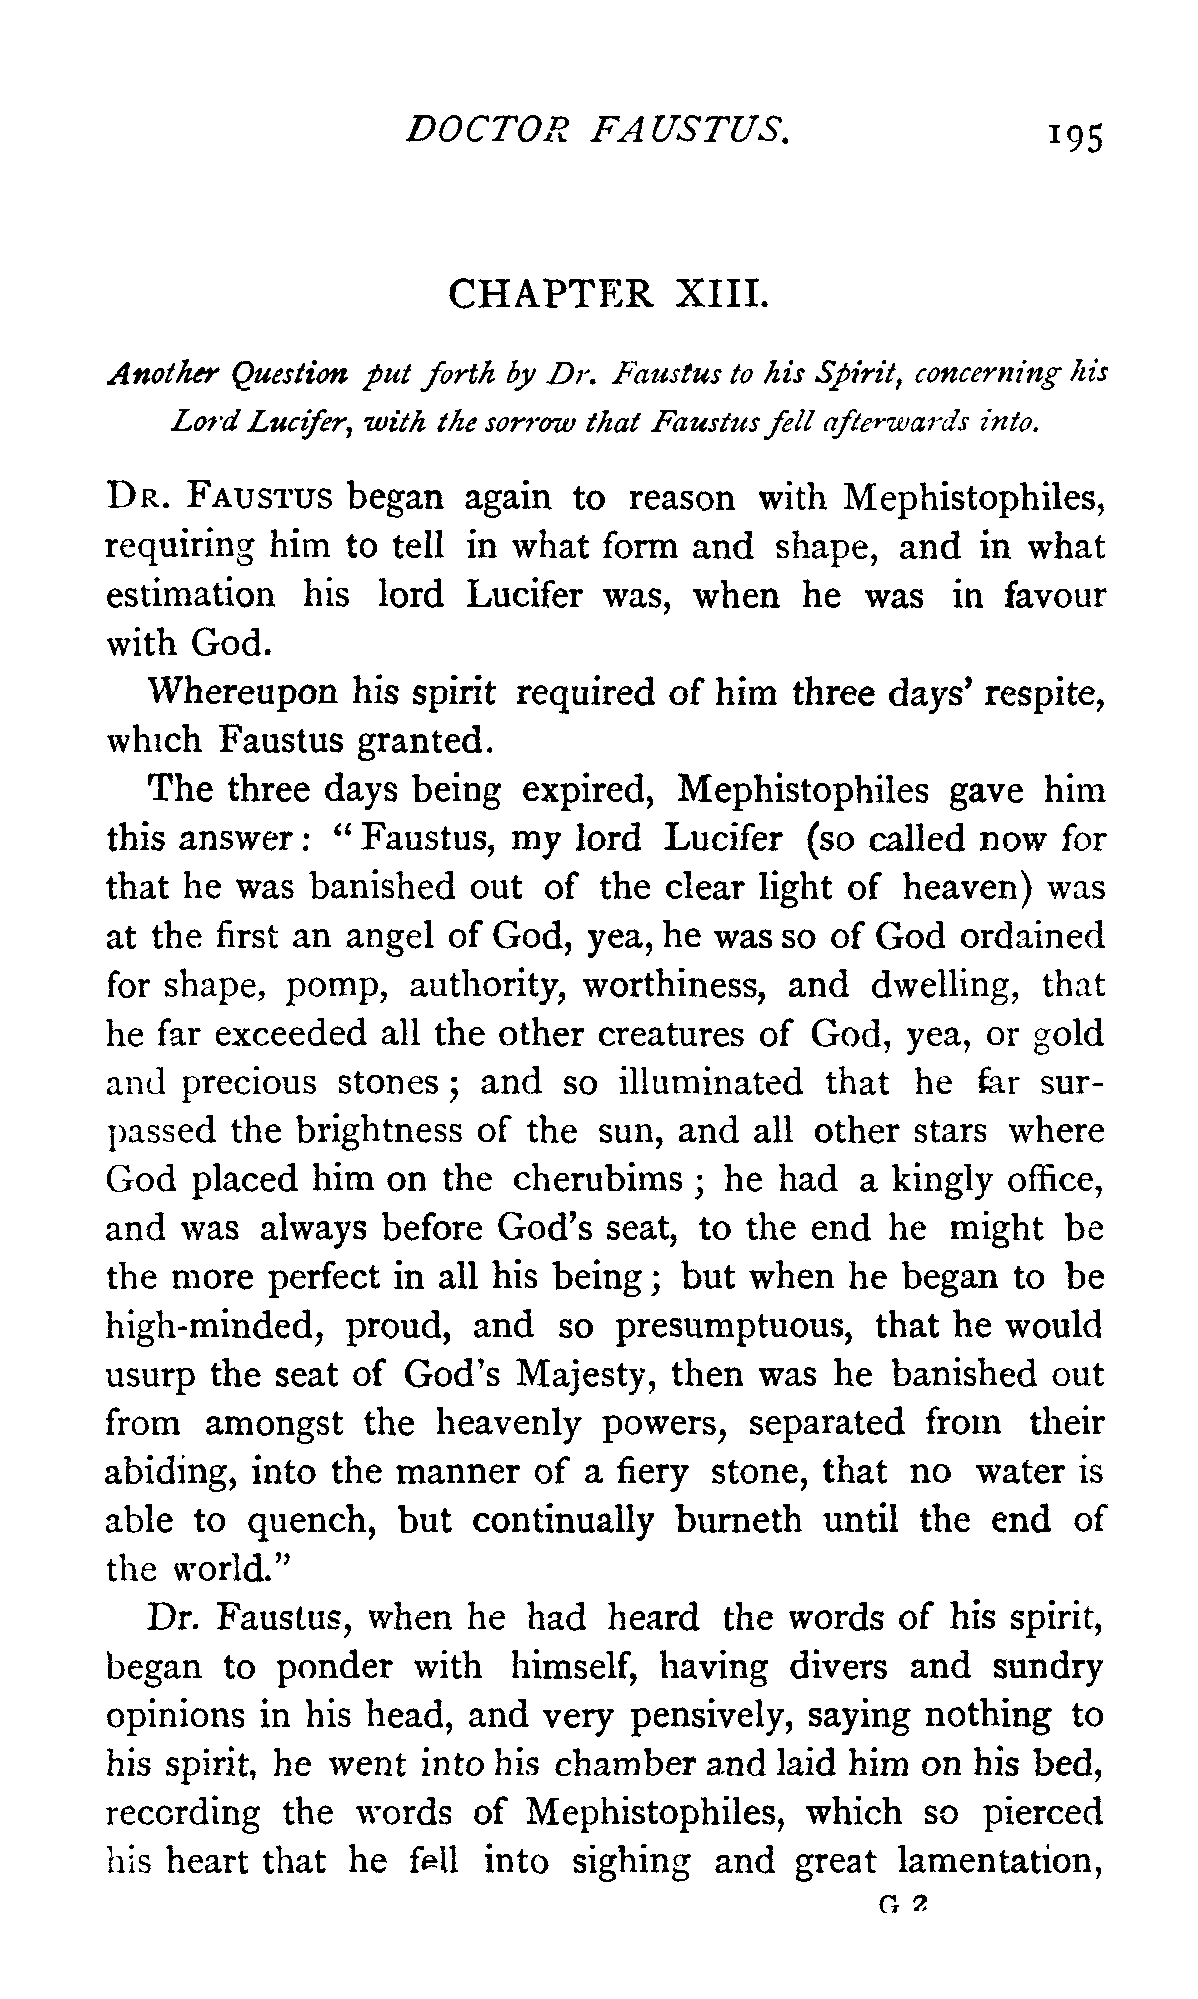 DOCTOR FAUSTUS. 195
CHAPTER XIII.
Another Question put forth by Dr. Faustus to his Spirit, concerning his
Lord Lucifer, with the sorrow that Faustus fell afterwards into.
DR. FAUSTUS began again to reason with Mephistophiles,
requiring him to tell in what form and shape, and in what
estimation his lord Lucifer was, when he was in favour
with God.
Whereupon his spirit required of him three days' respite,
which Faustus granted.
The three days being expired, Mephistophiles gave him
this answer: "Faustus, my lord Lucifer (so called now for
that he was banished out of the clear light of heaven) was
at the first an angel of God, yea, he was so of God ordained
for shape, pomp, authority, worthiness, and dwelling, that
he far exceeded all the other creatures of God, yea, or gold
and precious stones; and so illuminated that he far sur-
passed the brightness of the sun, and all other stars where
God placed him on the cherubims; he had a kingly office,
and was always before God's seat, to the end he might be
the more perfect in all his being; but when he began to be
high-minded, proud, and so presumptuous, that he would
usurp the seat of God's Majesty, then was he banished out
from amongst the heavenly powers, separated from their
abiding, into the manner of a fiery stone, that no water is
able to quench, but continually burneth until the end of
the world."
Dr. Faustus, when he had heard the words of his spirit,
began to ponder with himself, having divers and sundry
opinions in his head, and very pensively, saying nothing to
his spirit, he went into his chamber and laid him on his bed,
recording the words of Mephistophiles, which so pierced
his heart that he fell into sighing and great lamentation,
G 2